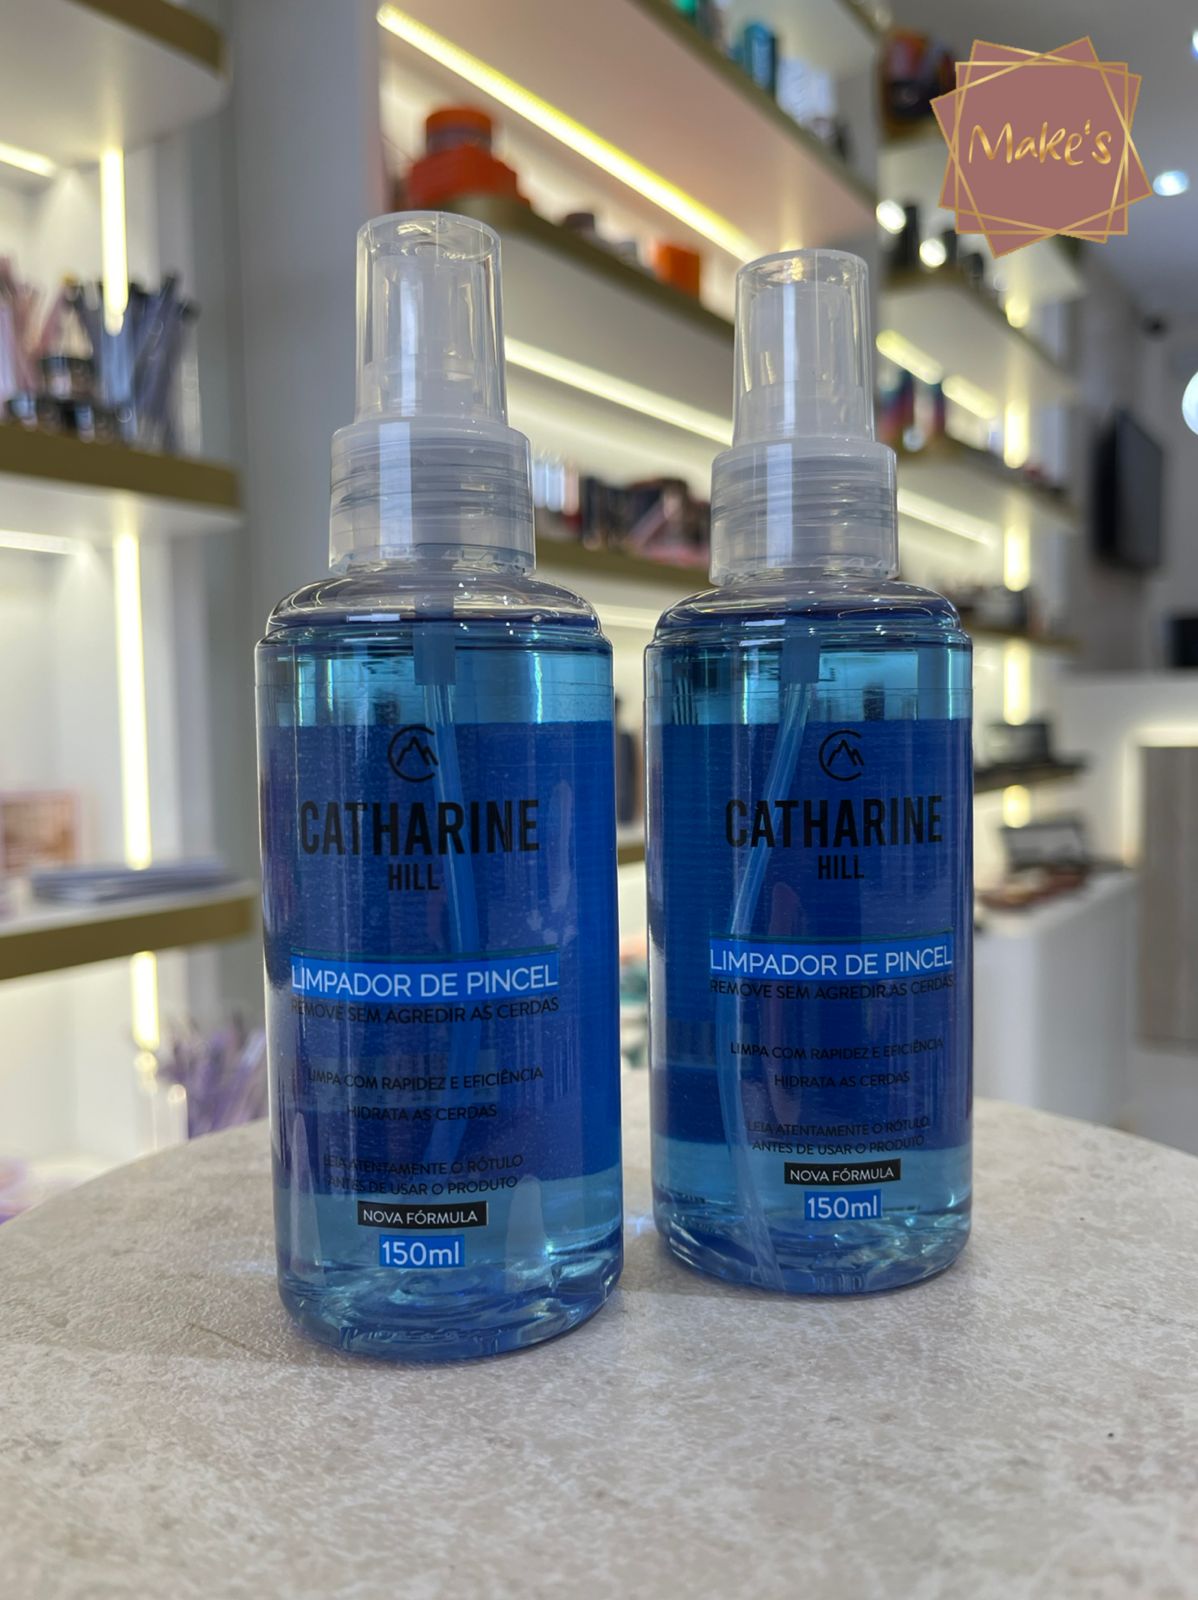 Make's
CATHARINE
HILL
LIMPADOR DE PINCEL
REMOVE SEM AGREDIR AS CERDAS
LIMPA COM RAPIDEZ E EFICIÊNCIA
HIDRATA AS CERDAS
LEIA ATENTAMENTE O RÓTULO
ANTES DE USAR O PRODUTO
NOVA FÓRMULA
150ml
CATHARINE
HILL
LIMPADOR DE PINCEL
REMOVE SEM AGREDIR AS CERDAS
LIMPA COM RAPIDEZ E EFICIÊNCIA
HIDRATA AS CERDAS
LEIA ATENTAMENTE O RÓTULO
ANTES DE USAR O PRODUTO
NOVA FÓRMULA
150ml